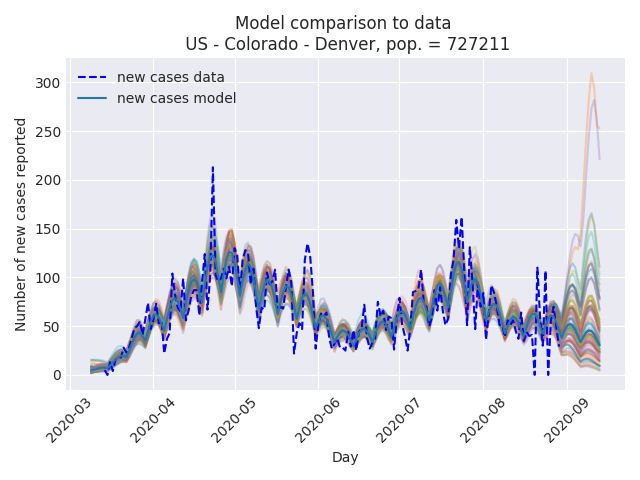 Model comparison to data
US - Colorado - Denver, pop. = 727211
new cases data
new cases model
Number of new cases reported
300
250
200
150
100
50
0
2020-03
2020-04
2020-05
2020-06
2020-07
2020-08
2020-09
Day